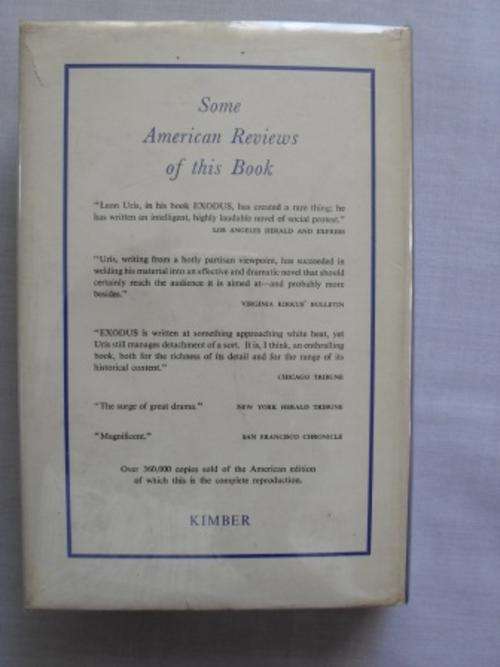 Some
American Reviews
of this Book
"Leon Uris, in his book EXODUS, has created a rare thing; he
has written an intelligent, highly laudable novel of social protest."
LOS ANGELES HERALD AND EXPRESS
"Uris, writing from a hotly partisan viewpoint, has succeeded in
welding his material into an effective and dramatic novel that should
certainly reach the audience it is aimed at—and probably more
besides."
VIRGINIA KIRKUS' BULLETIN
"EXODUS is written at something approaching white heat, yet
Uris still manages detachment of a sort. It is, I think, an enthralling
book, both for the richness of its detail and for the range of its
historical content."
CHICAGO TRIBUNE
"The surge of great drama." NEW YORK HERALD TRIBUNE
"Magnificent." SAN FRANCISCO CHRONICLE
Over 360,000 copies sold of the American edition
of which this is the complete reproduction.
KIMBER